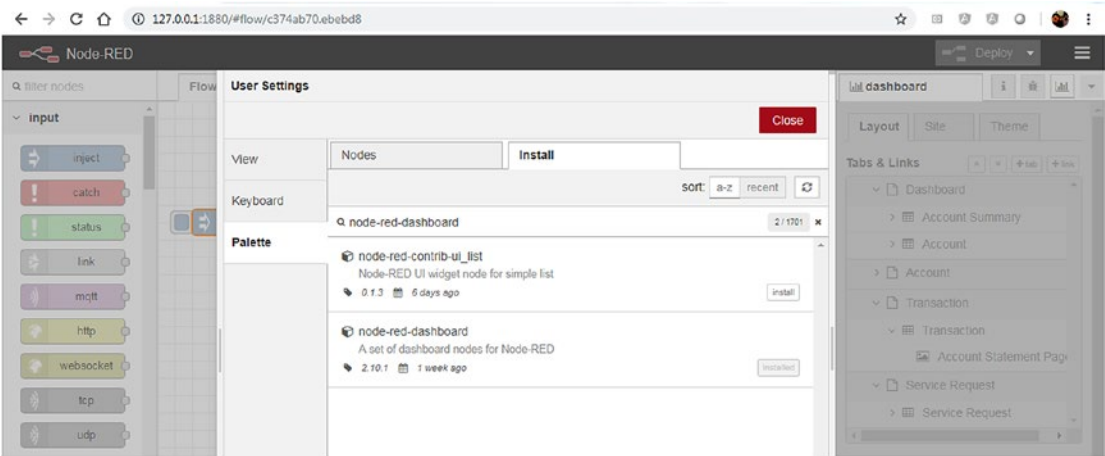 127.0.0.1:1880/#flow/c374ab70.ebebd8
Node-RED
Deploy
filter nodes
Flow
User Settings
dashboard
i
input
Close
Layout
Site
Theme
inject
View
Nodes
Install
Tabs & Links
tab
link
catch
Keyboard
sort:
a-z
recent
Dashboard
status
node-red-dashboard
2 / 1701
Account Summary
Palette
Account
link
node-red-contrib-ui_list
Node-RED UI widget node for simple list
0.1.3
6 days ago
install
Account
mqtt
Transaction
http
node-red-dashboard
Transaction
A set of dashboard nodes for Node-RED
Account Statement Page
websocket
2.10.1
1 week ago
installed
Service Request
tcp
Service Request
udp